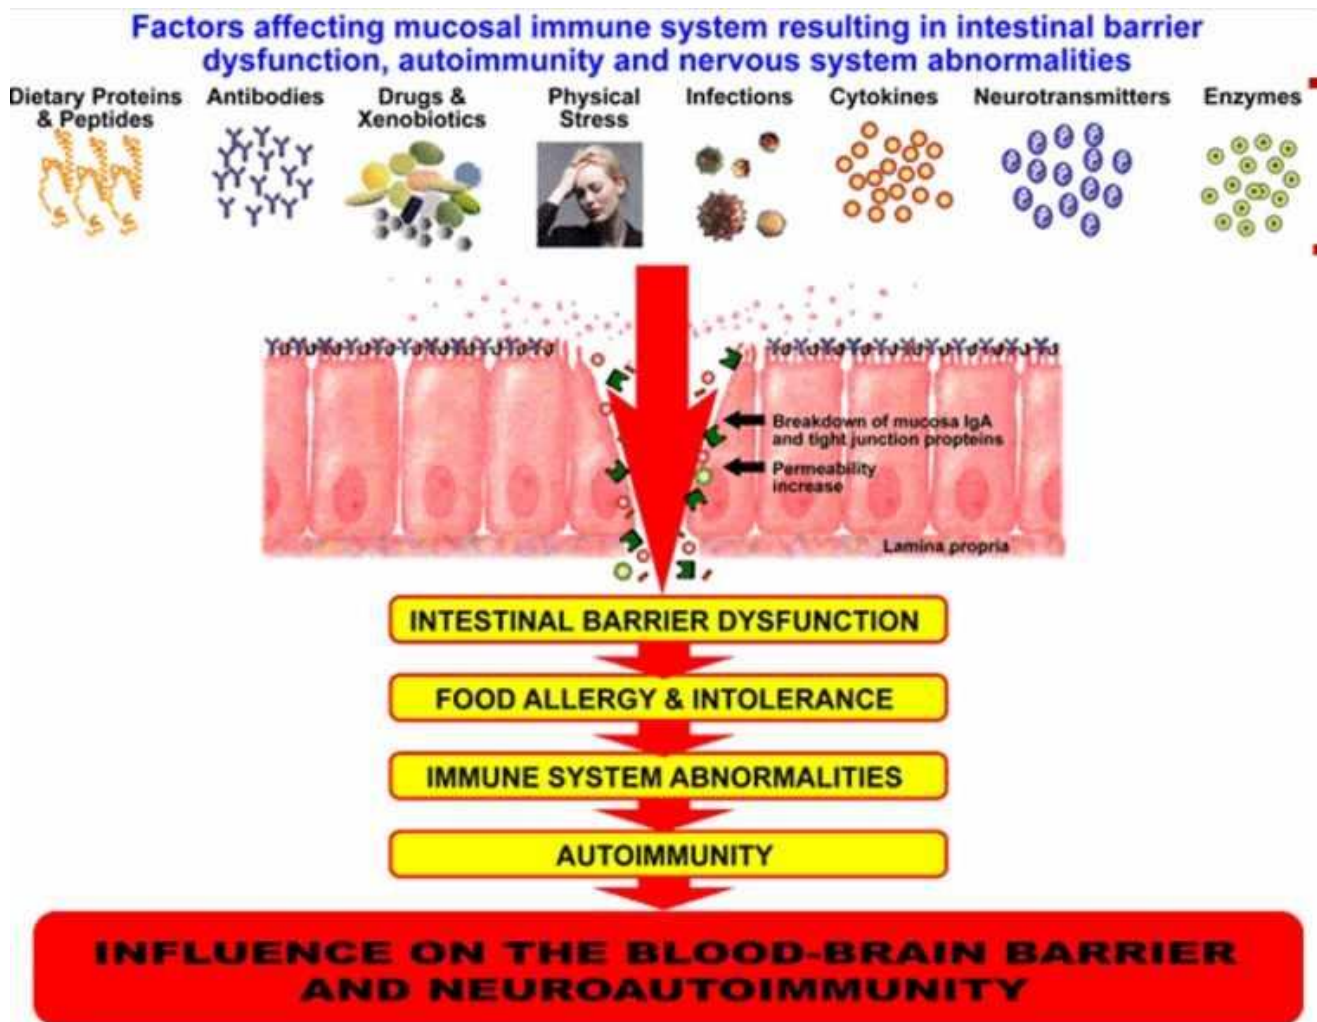 Factors affecting mucosal immune system resulting in intestinal barrier
dysfunction, autoimmunity and nervous system abnormalities
Dietary Proteins
& Peptides
Antibodies
Drugs &
Xenobiotics
Physical
Stress
Infections
Cytokines
Neurotransmitters
Enzymes
Breakdown of mucosa IgA
and tight junction propteins
Permeability
increase
Lamina propria
INTESTINAL BARRIER DYSFUNCTION
FOOD ALLERGY & INTOLERANCE
IMMUNE SYSTEM ABNORMALITIES
AUTOIMMUNITY
INFLUENCE ON THE BLOOD-BRAIN BARRIER
AND NEUROAUTOIMMUNITY